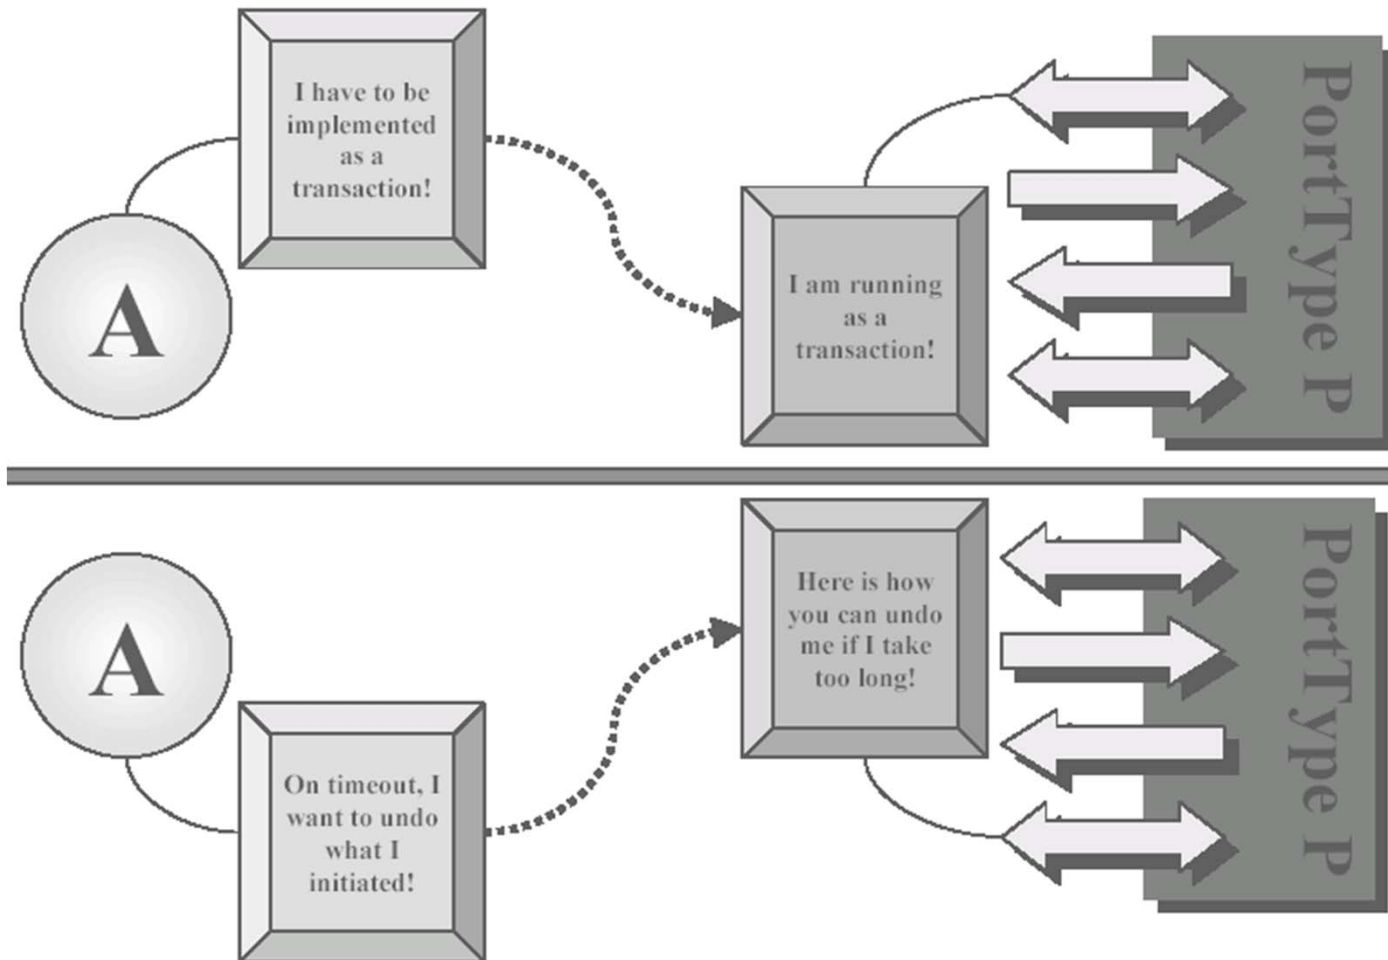 I have to be
implemented
as a
transaction!
A
I am running
as a
transaction!
PortType P
A
On timeout, I
want to undo
what I
initiated!
Here is how
you can undo
me if I take
too long!
PortType P